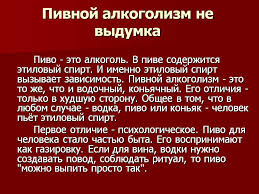 Пивной алкоголизм не
выдумка
Пиво - это алкоголь. В пиве содержится
этиловый спирт. И именно этиловый спирт
вызывает зависимость. Пивной алкоголизм - это
то же, что и водочный, коньячный. Его отличия -
только в худшую сторону. Общее в том, что в
любом случае - водка, пиво или коньяк - человек
пьёт этиловый спирт.
Первое отличие - психологическое. Пиво для
человека стало частью быта. Его воспринимают
как газировку. Если для вина, водки нужно
создавать повод, соблюдать ритуал, то пиво
"можно выпить просто так".